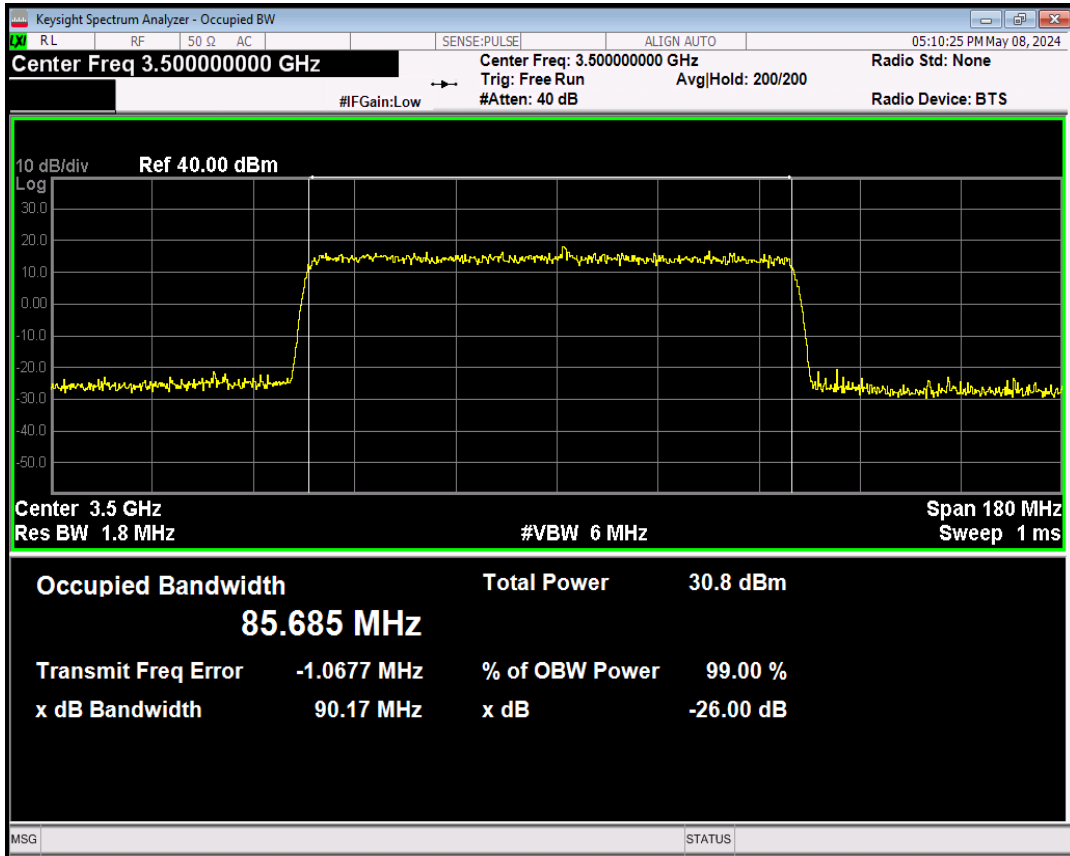 Keysight Spectrum Analyzer - Occupied BW
LXI RL RF 50 Ω AC SENSE:PULSE ALIGN AUTO 05:10:25 PM May 08, 2024
Center Freq 3.500000000 GHz Center Freq: 3.500000000 GHz Radio Std: None
Trig: Free Run Avg|Hold: 200/200
#IFGain:Low #Atten: 40 dB Radio Device: BTS
10 dB/div Ref 40.00 dBm
Log
30.0
20.0
10.0
0.00
-10.0
-20.0
-30.0
-40.0
-50.0
Center 3.5 GHz Span 180 MHz
Res BW 1.8 MHz #VBW 6 MHz Sweep 1 ms
Occupied Bandwidth Total Power 30.8 dBm
85.685 MHz
Transmit Freq Error -1.0677 MHz % of OBW Power 99.00 %
x dB Bandwidth 90.17 MHz x dB -26.00 dB
MSG STATUS